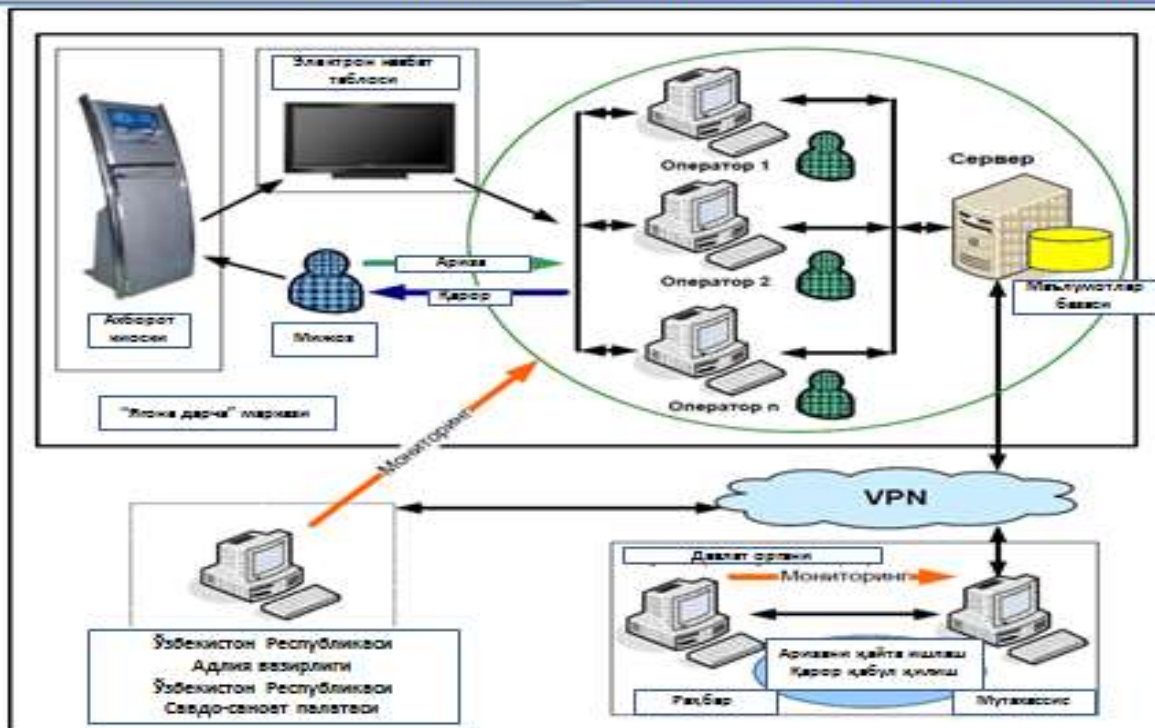 Электрон навбат
таблоси
Оператор 1
Сервер
Ариза
Қарор
Оператор 2
Маълумотлар
базаси
Ахборот
киоски
Мижоз
Оператор n
"Ягона дарча" маркази
Мониторинг
VPN
Давлат органи
Мониторинг
Ўзбекистон Республикаси
Адлия вазирлиги
Ўзбекистон Республикаси
Савдо-саноат палатаси
Аризани қайта ишлаш
Қарор қабул қилиш
Раҳбар
Мутахассис